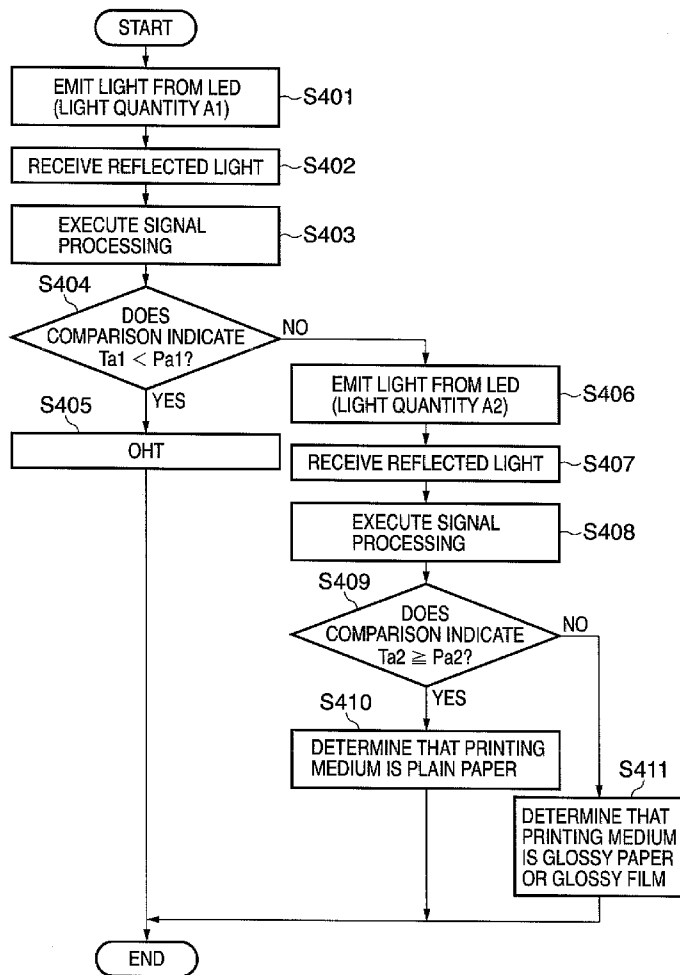 START
EMIT LIGHT FROM LED
(LIGHT QUANTITY A1)
S401
RECEIVE REFLECTED LIGHT
S402
EXECUTE SIGNAL
PROCESSING
S403
S404
DOES
COMPARISON INDICATE
Ta1 < Pa1?
NO
YES
S405
OHT
EMIT LIGHT FROM LED
(LIGHT QUANTITY A2)
S406
RECEIVE REFLECTED LIGHT
S407
EXECUTE SIGNAL
PROCESSING
S408
S409
DOES
COMPARISON INDICATE
Ta2 ≧ Pa2?
NO
YES
S410
DETERMINE THAT PRINTING
MEDIUM IS PLAIN PAPER
S411
DETERMINE THAT
PRINTING MEDIUM
IS GLOSSY PAPER
OR GLOSSY FILM
END